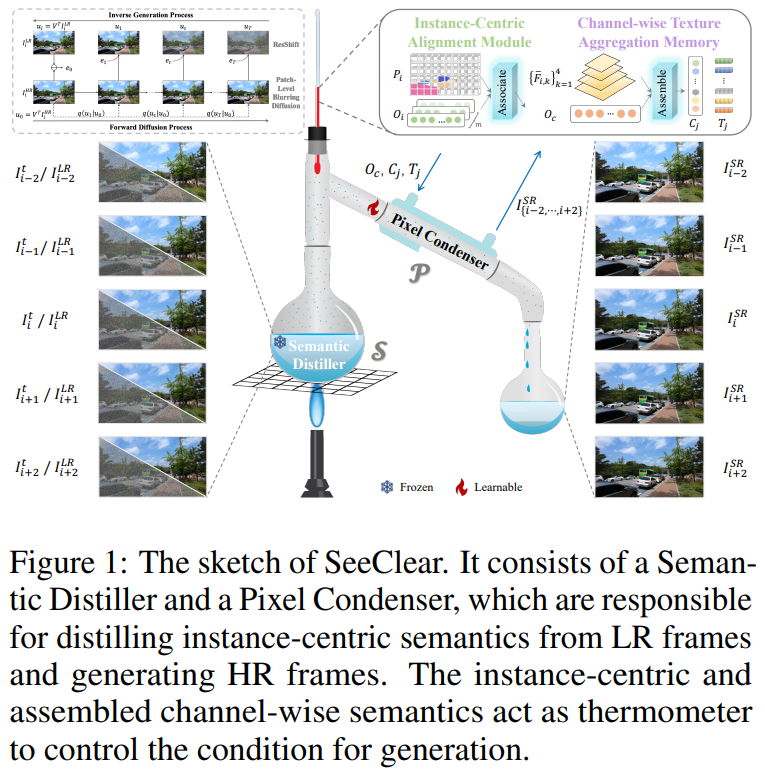 Inverse Generation Process
u_i = V^T I_i^{LR} u_1 u_t u_T
ResShift
I_i^{LR}
e_0 e_1 e_t e_T
Patch-Level
Blurring
Diffusion
I_i^{HR}
u_0 = V^T I_i^{HR} q(u_1|u_0) q(u_t|u_0) q(u_T|u_0)
Forward Diffusion Process
Instance-Centric
Alignment Module
P_i
O_i
m
Associate
Channel-wise Texture
Aggregation Memory
{F̄_{i,k}}_{k=1}^4
O_c
Assemble
C_j T_j
I_{i-2}^t / I_{i-2}^{LR}
I_{i-1}^t / I_{i-1}^{LR}
I_i^t / I_i^{LR}
I_{i+1}^t / I_{i+1}^{LR}
I_{i+2}^t / I_{i+2}^{LR}
O_c, C_j, T_j
I_{\{i-2,⋯,i+2\}}^{SR}
Pixel Condenser
𝒫
Semantic
Distiller
𝒮
I_{i-2}^{SR}
I_{i-1}^{SR}
I_i^{SR}
I_{i+1}^{SR}
I_{i+2}^{SR}
Frozen Learnable
Figure 1: The sketch of SeeClear. It consists of a Seman-
tic Distiller and a Pixel Condenser, which are responsible
for distilling instance-centric semantics from LR frames
and generating HR frames. The instance-centric and
assembled channel-wise semantics act as thermometer
to control the condition for generation.